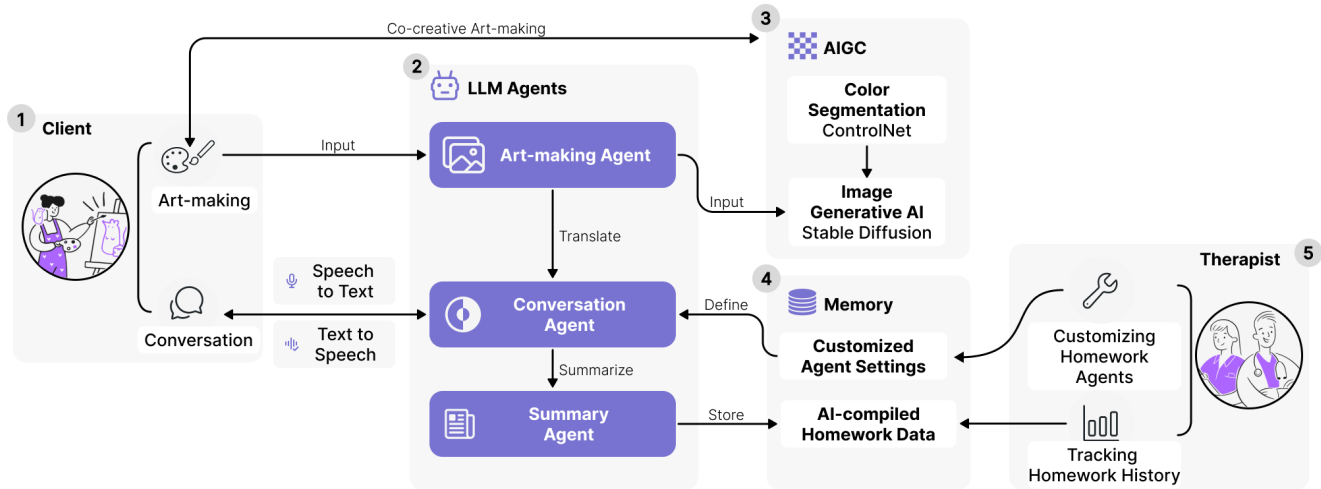 1
Client
Art-making
Conversation
Co-creative Art-making
Input
Speech
to Text
Text to
Speech
2
LLM Agents
Art-making Agent
Translate
Conversation
Agent
Summarize
Summary
Agent
Input
Define
Store
3
AIGC
Color
Segmentation
ControlNet
Image
Generative AI
Stable Diffusion
4
Memory
Customized
Agent Settings
AI-compiled
Homework Data
Therapist
5
Customizing
Homework
Agents
Tracking
Homework History